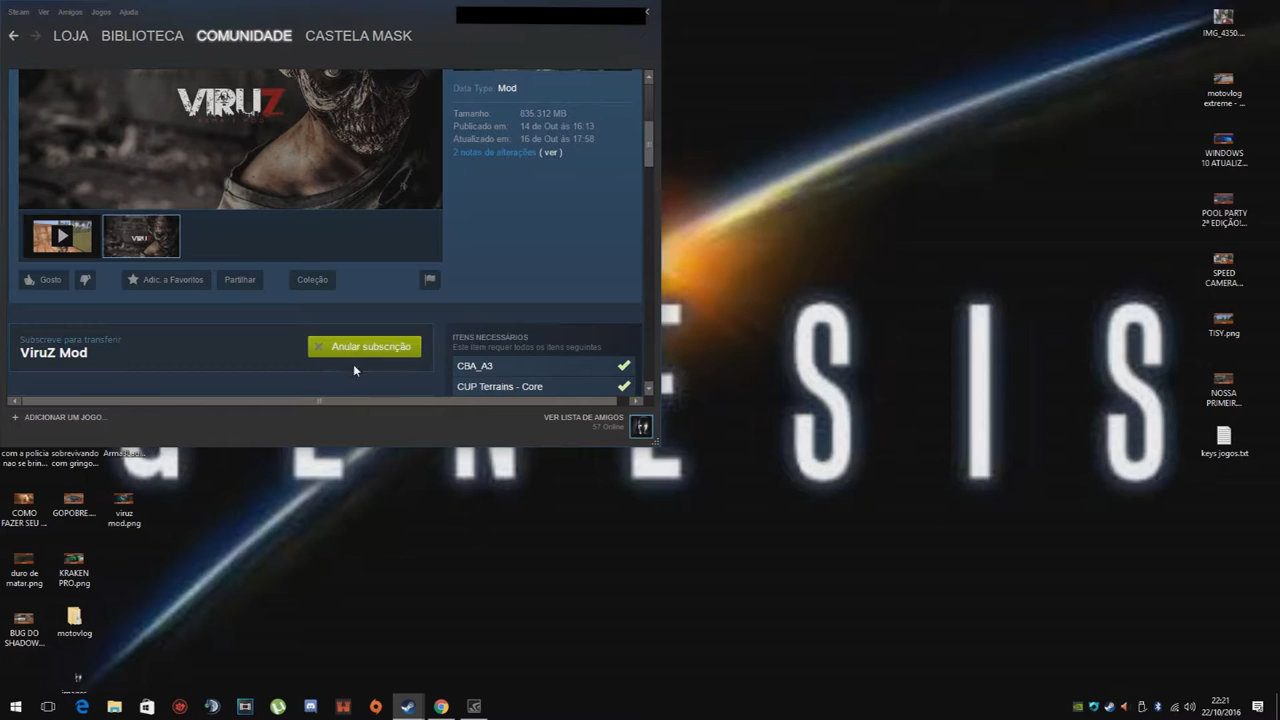 Steam Ver Amigos Jogos Ajuda
LOJA BIBLIOTECA COMUNIDADE CASTELA MASK
VIRUZ
Data Type: Mod
Tamanho: 835.312 MB
Publicado em: 14 de Out às 16:13
Atualizado em: 16 de Out às 17:58
2 notas de alterações ( ver )
Gosto Adic. a Favoritos Partilhar Coleção
Subscreve para transferir
ViruZ Mod
Anular subscrição
ITENS NECESSÁRIOS
Este item requer todos os itens seguintes
CBA_A3
CUP Terrains - Core
+ ADICIONAR UM JOGO...
VER LISTA DE AMIGOS
57 Online
GENESIS
IMG_4350....
motovlog
extreme - ...
WINDOWS
10 ATUALIZ...
POOL PARTY
2ª EDIÇÃO!...
SPEED
CAMERA...
TISY.png
NOSSA
PRIMEIR...
keys jogos.txt
com a policia
nao se brin...
sobrevivando
com gringo...
COMO
FAZER SEU ...
GOPOBRE....
viruz
mod.png
duro de
matar.png
KRAKEN
PRO.png
BUG DO
SHADOW...
motovlog
22:21
22/10/2016